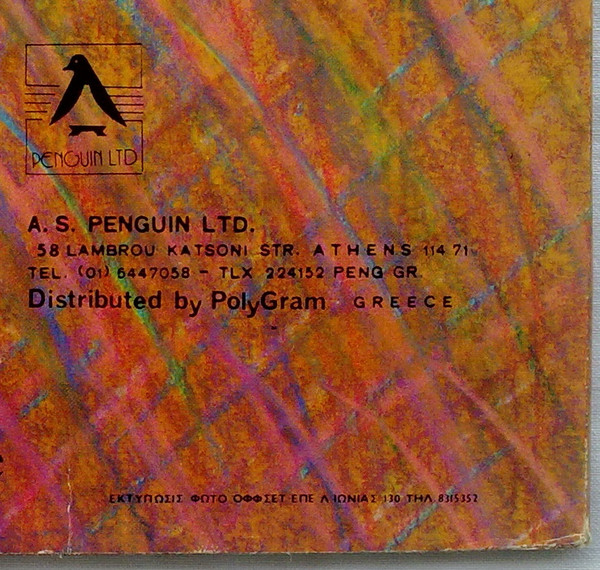 PENGUIN LTD
A. S. PENGUIN LTD.
58 LAMBROU KATSONI STR. ATHENS 114 71
TEL. (01) 6447058 - TLX 224152 PENG GR.
Distributed by PolyGram GREECE
ΕΚΤΥΠΩΣΙΣ ΦΩΤΟ ΟΦΦΣΕΤ ΕΠΕ 130 ΤΗΛ. 8315352